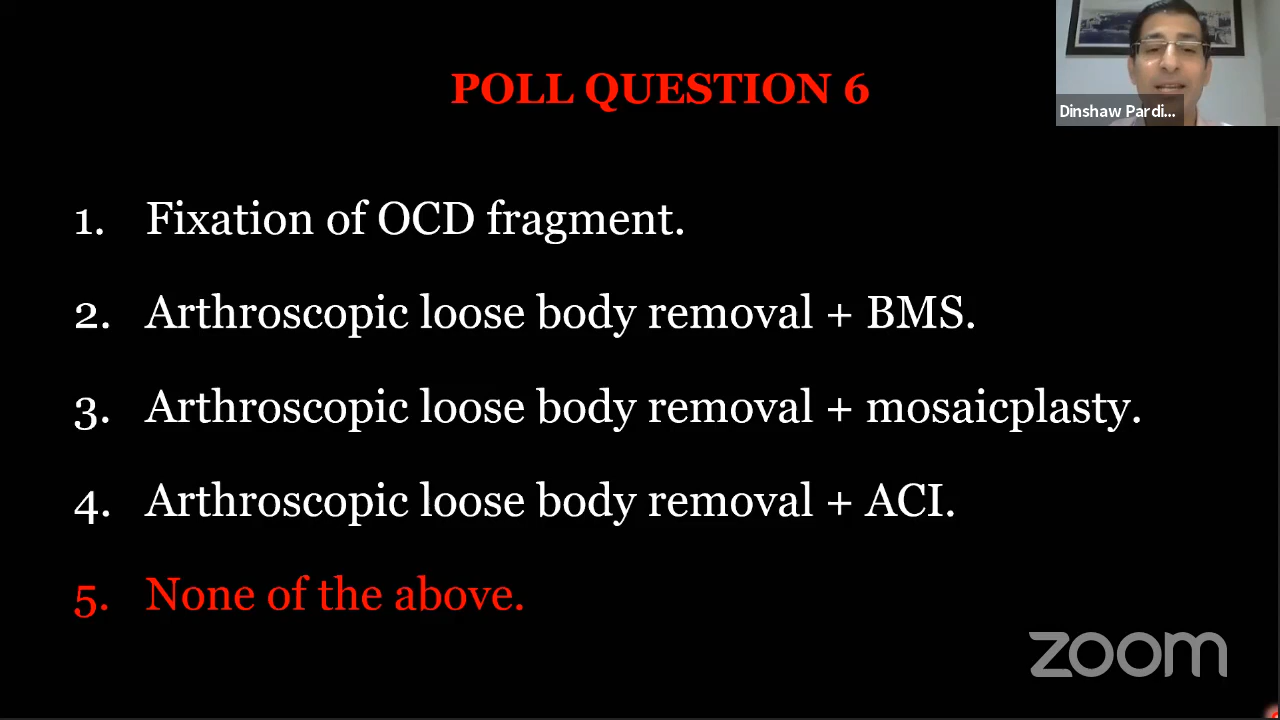 POLL QUESTION 6
Dinshaw Pardi...
1. Fixation of OCD fragment.
2. Arthroscopic loose body removal + BMS.
3. Arthroscopic loose body removal + mosaicplasty.
4. Arthroscopic loose body removal + ACI.
5. None of the above.
zoom